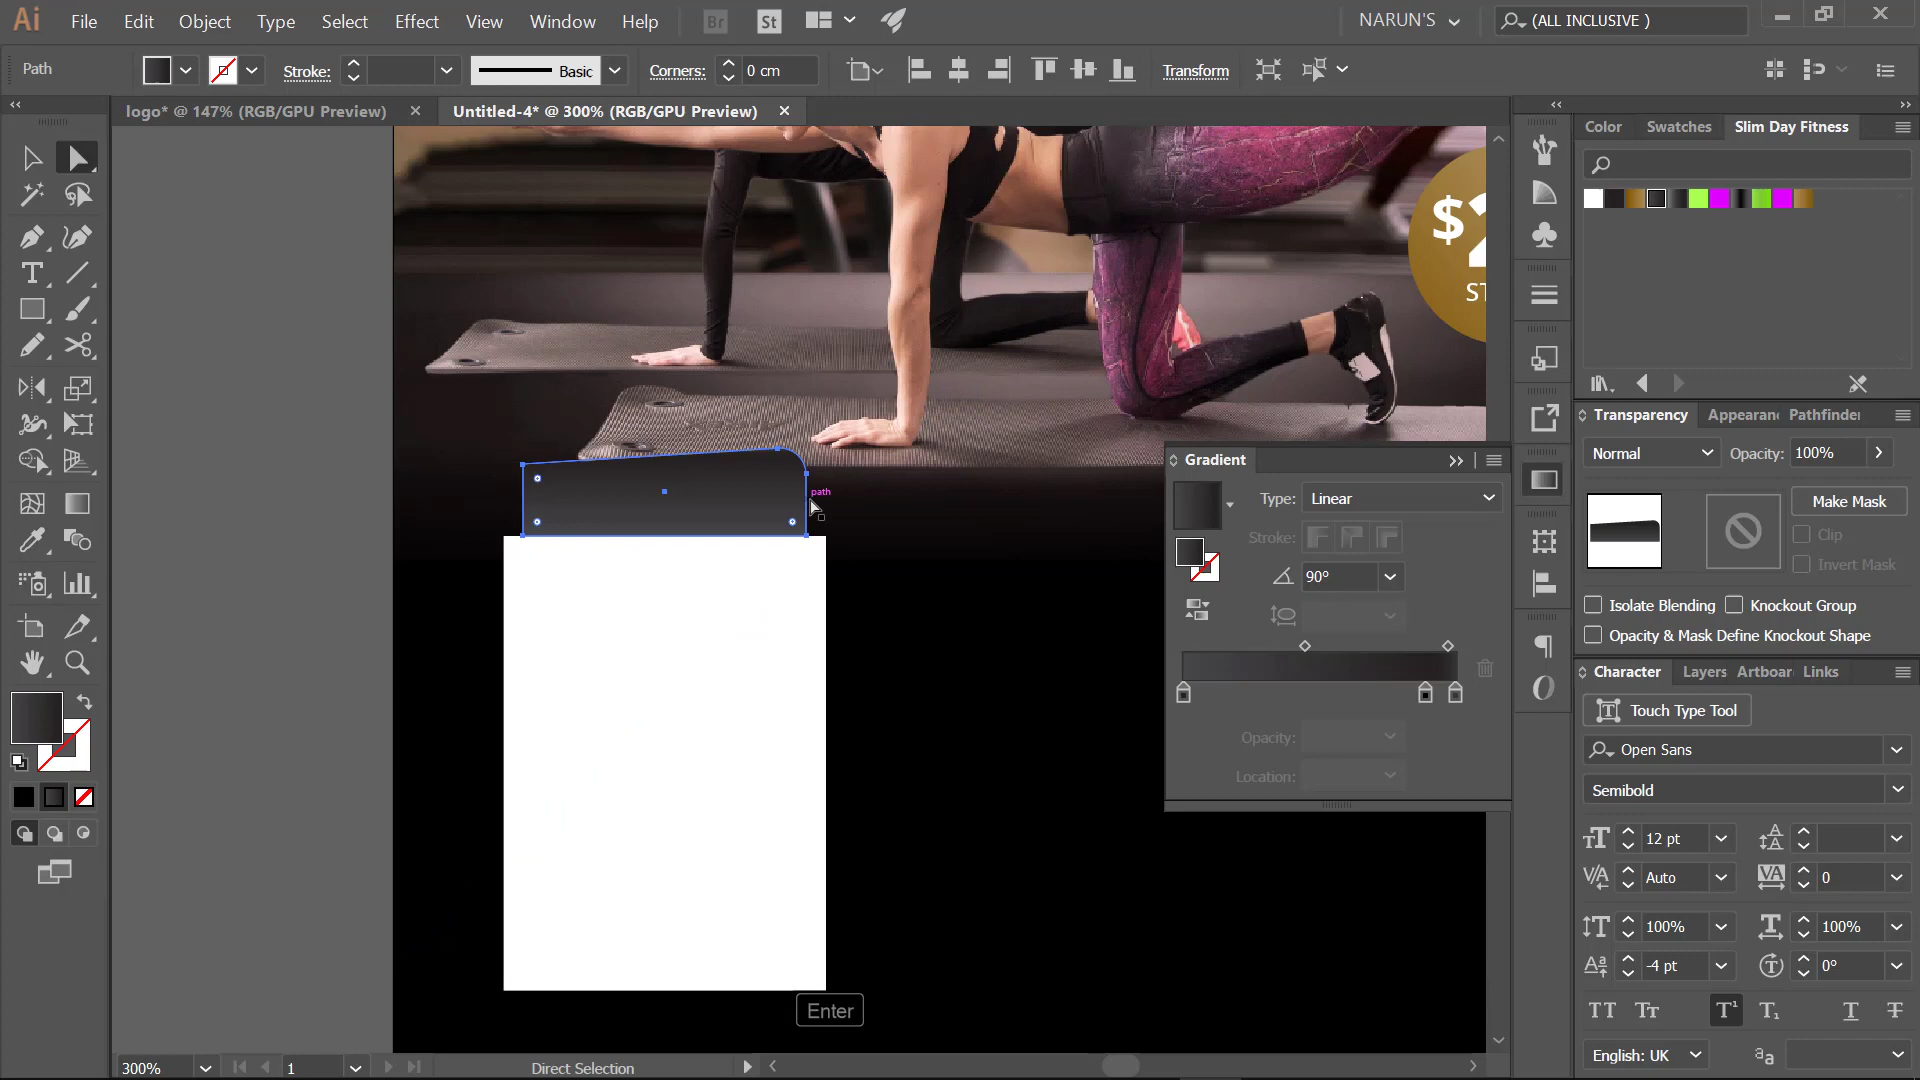 Ai File Edit Object Type Select Effect View Window Help Br St NARUN'S (ALL INCLUSIVE )
Path Stroke: Basic Corners: 0 cm Transform
logo* @ 147% (RGB/GPU Preview) Untitled-4* @ 300% (RGB/GPU Preview)
Color Swatches Slim Day Fitness
$2
ST
Transparency Appearanc Pathfinder
Normal Opacity: 100%
Make Mask
Clip
Invert Mask
Isolate Blending Knockout Group
Opacity & Mask Define Knockout Shape
path
Gradient
Type: Linear
Stroke:
90°
Opacity:
Location:
Character Layers Artboar Links
Touch Type Tool
Open Sans
Semibold
12 pt
Auto 0
100% 100%
-4 pt 0°
English: UK
Enter
300% 1 Direct Selection